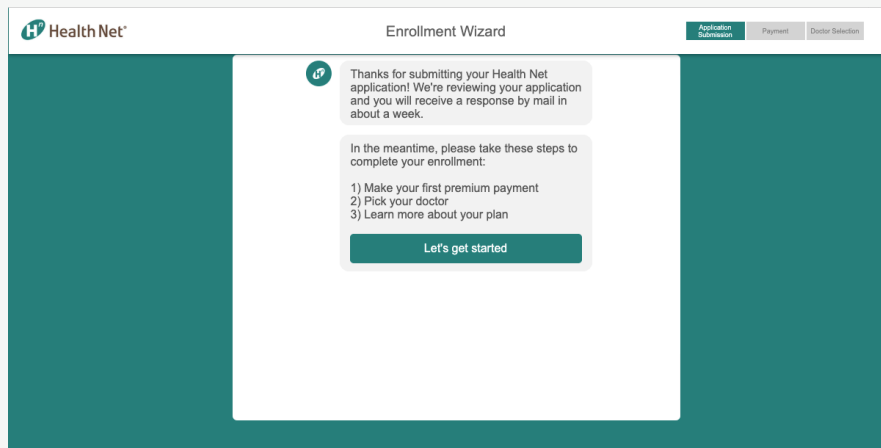 Health Net
Enrollment Wizard
Application
Submission
Payment
Doctor Selection
Thanks for submitting your Health Net
application! We're reviewing your application
and you will receive a response by mail in
about a week.
In the meantime, please take these steps to
complete your enrollment:
1) Make your first premium payment
2) Pick your doctor
3) Learn more about your plan
Let's get started